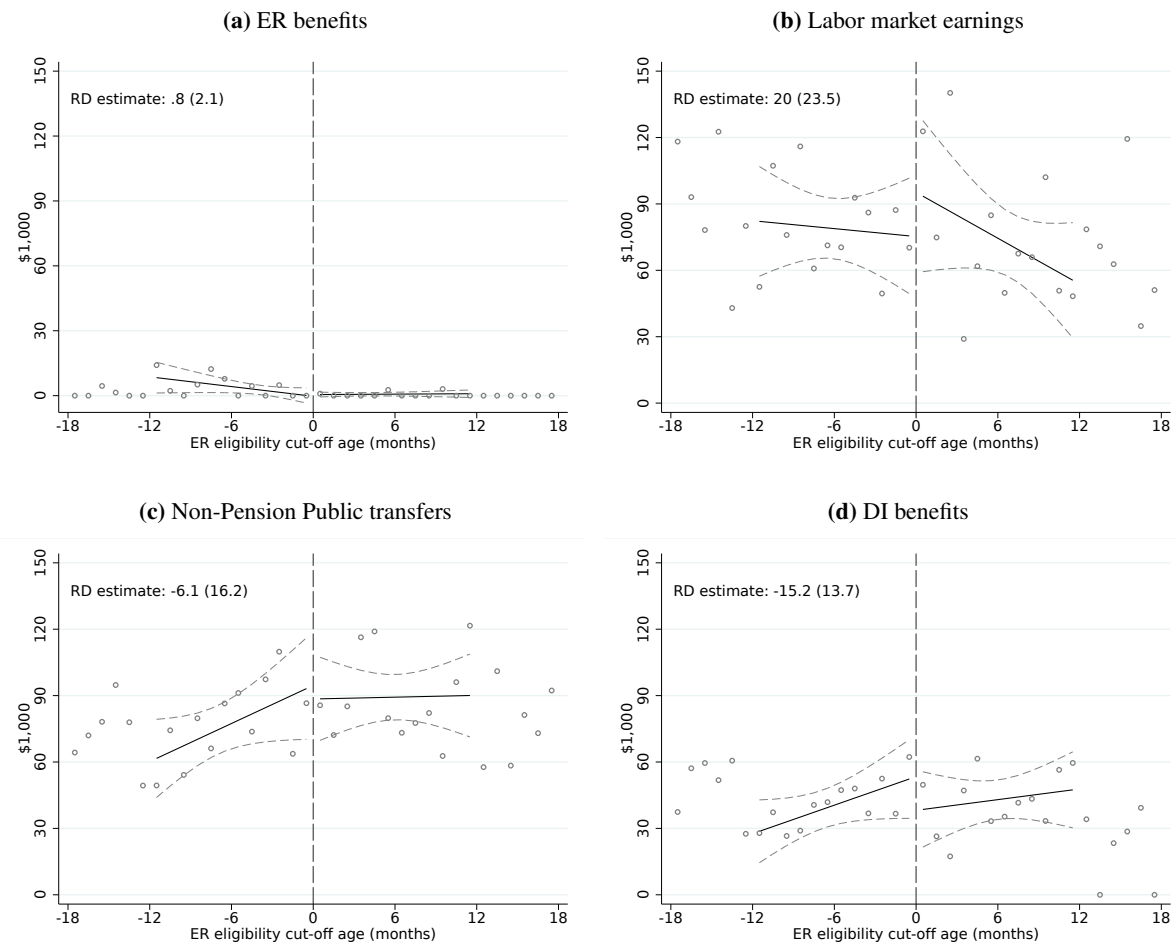 (a) ER benefits
RD estimate: .8 (2.1)
$1,000
150
120
90
60
30
0
-18 -12 -6 0 6 12 18
ER eligibility cut-off age (months)
(b) Labor market earnings
RD estimate: 20 (23.5)
$1,000
150
120
90
60
30
0
-18 -12 -6 0 6 12 18
ER eligibility cut-off age (months)
(c) Non-Pension Public transfers
RD estimate: -6.1 (16.2)
$1,000
150
120
90
60
30
0
-18 -12 -6 0 6 12 18
ER eligibility cut-off age (months)
(d) DI benefits
RD estimate: -15.2 (13.7)
$1,000
150
120
90
60
30
0
-18 -12 -6 0 6 12 18
ER eligibility cut-off age (months)